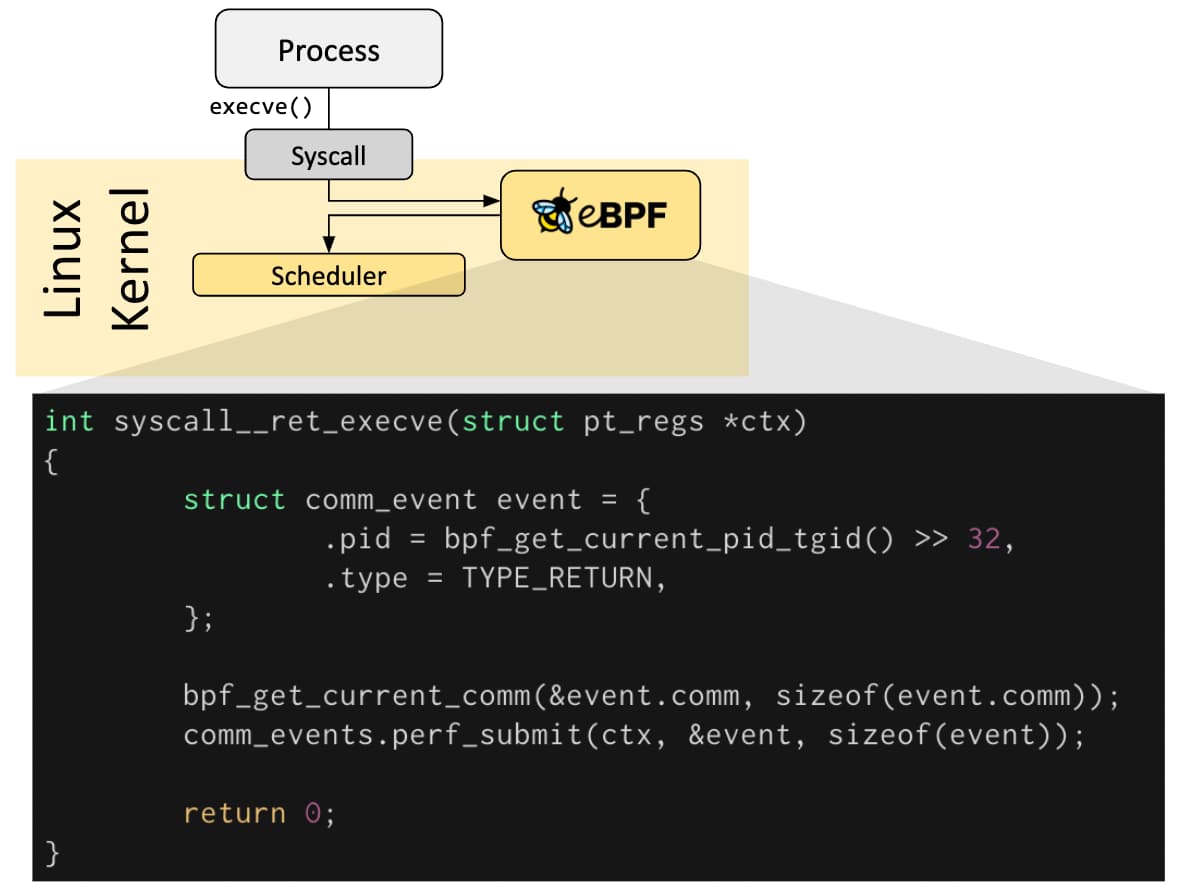 Process
execve()
Syscall
Linux
Kernel
eBPF
Scheduler
int syscall__ret_execve(struct pt_regs *ctx)
{
        struct comm_event event = {
                .pid = bpf_get_current_pid_tgid() >> 32,
                .type = TYPE_RETURN,
        };

        bpf_get_current_comm(&event.comm, sizeof(event.comm));
        comm_events.perf_submit(ctx, &event, sizeof(event));

        return 0;
}